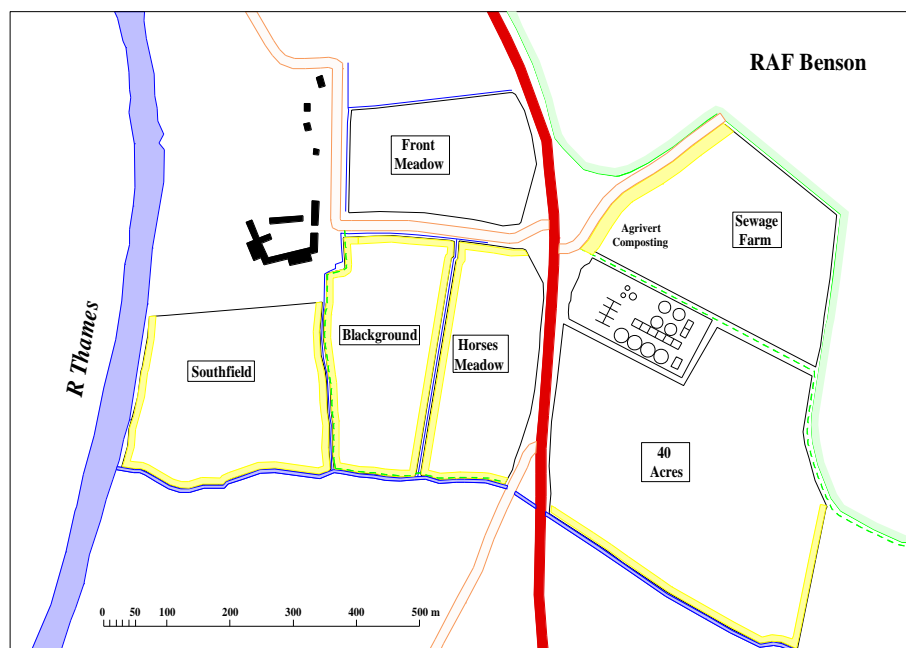 RAF Benson
Front
Meadow
Sewage
Farm
Agrivert
Composting
R Thames
Blackground
Horses
Meadow
Southfield
40
Acres
0 50 100 200 300 400 500 m